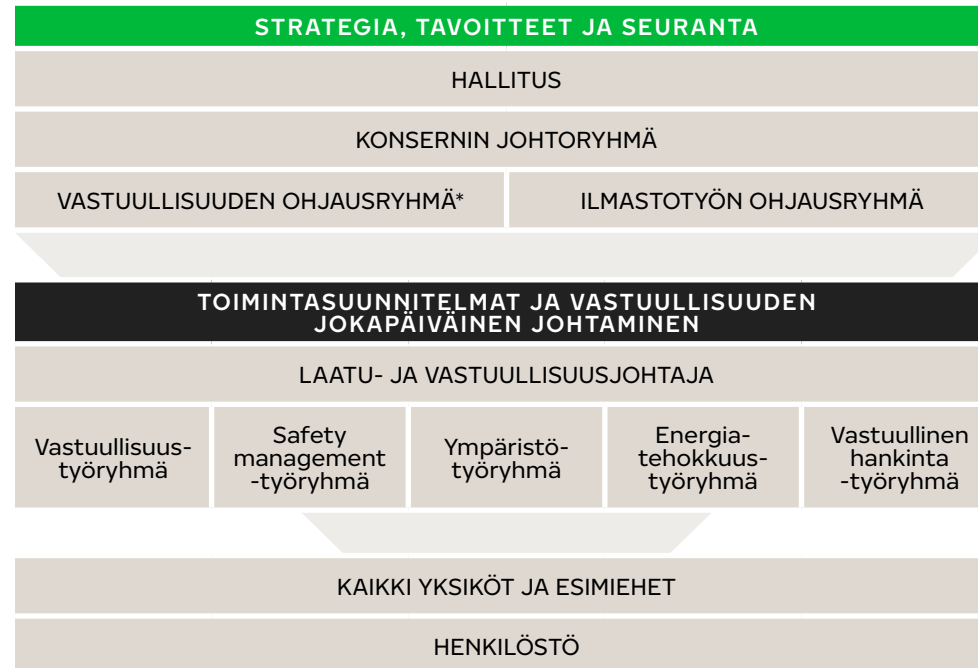 STRATEGIA, TAVOITTEET JA SEURANTA
HALLITUS
KONSERNIN JOHTORYHMÄ
VASTUULLISUUDEN OHJAUSRYHMÄ*
ILMASTOTYÖN OHJAUSRYHMÄ
TOIMINTASUUNNITELMAT JA VASTUULLISUUDEN
JOKAPÄIVÄINEN JOHTAMINEN
LAATU- JA VASTUULLISUUSJOHTAJA
Vastuullisuus-
työryhmä
Safety
management
-työryhmä
Ympäristö-
työryhmä
Energia-
tehokkuus-
työryhmä
Vastuullinen
hankinta
-työryhmä
KAIKKI YKSIKÖT JA ESIMIEHET
HENKILÖSTÖ